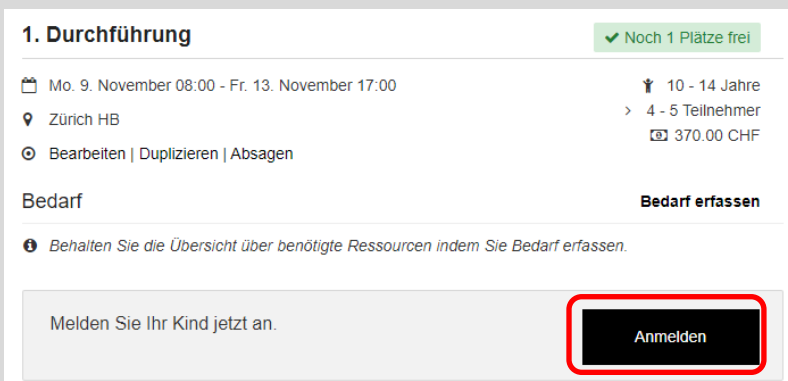 1. Durchführung
Noch 1 Plätze frei
Mo. 9. November 08:00 - Fr. 13. November 17:00
10 - 14 Jahre
Zürich HB
4 - 5 Teilnehmer
370.00 CHF
Bearbeiten | Duplizieren | Absagen
Bedarf
Bedarf erfassen
Behalten Sie die Übersicht über benötigte Ressourcen indem Sie Bedarf erfassen.
Melden Sie Ihr Kind jetzt an.
Anmelden